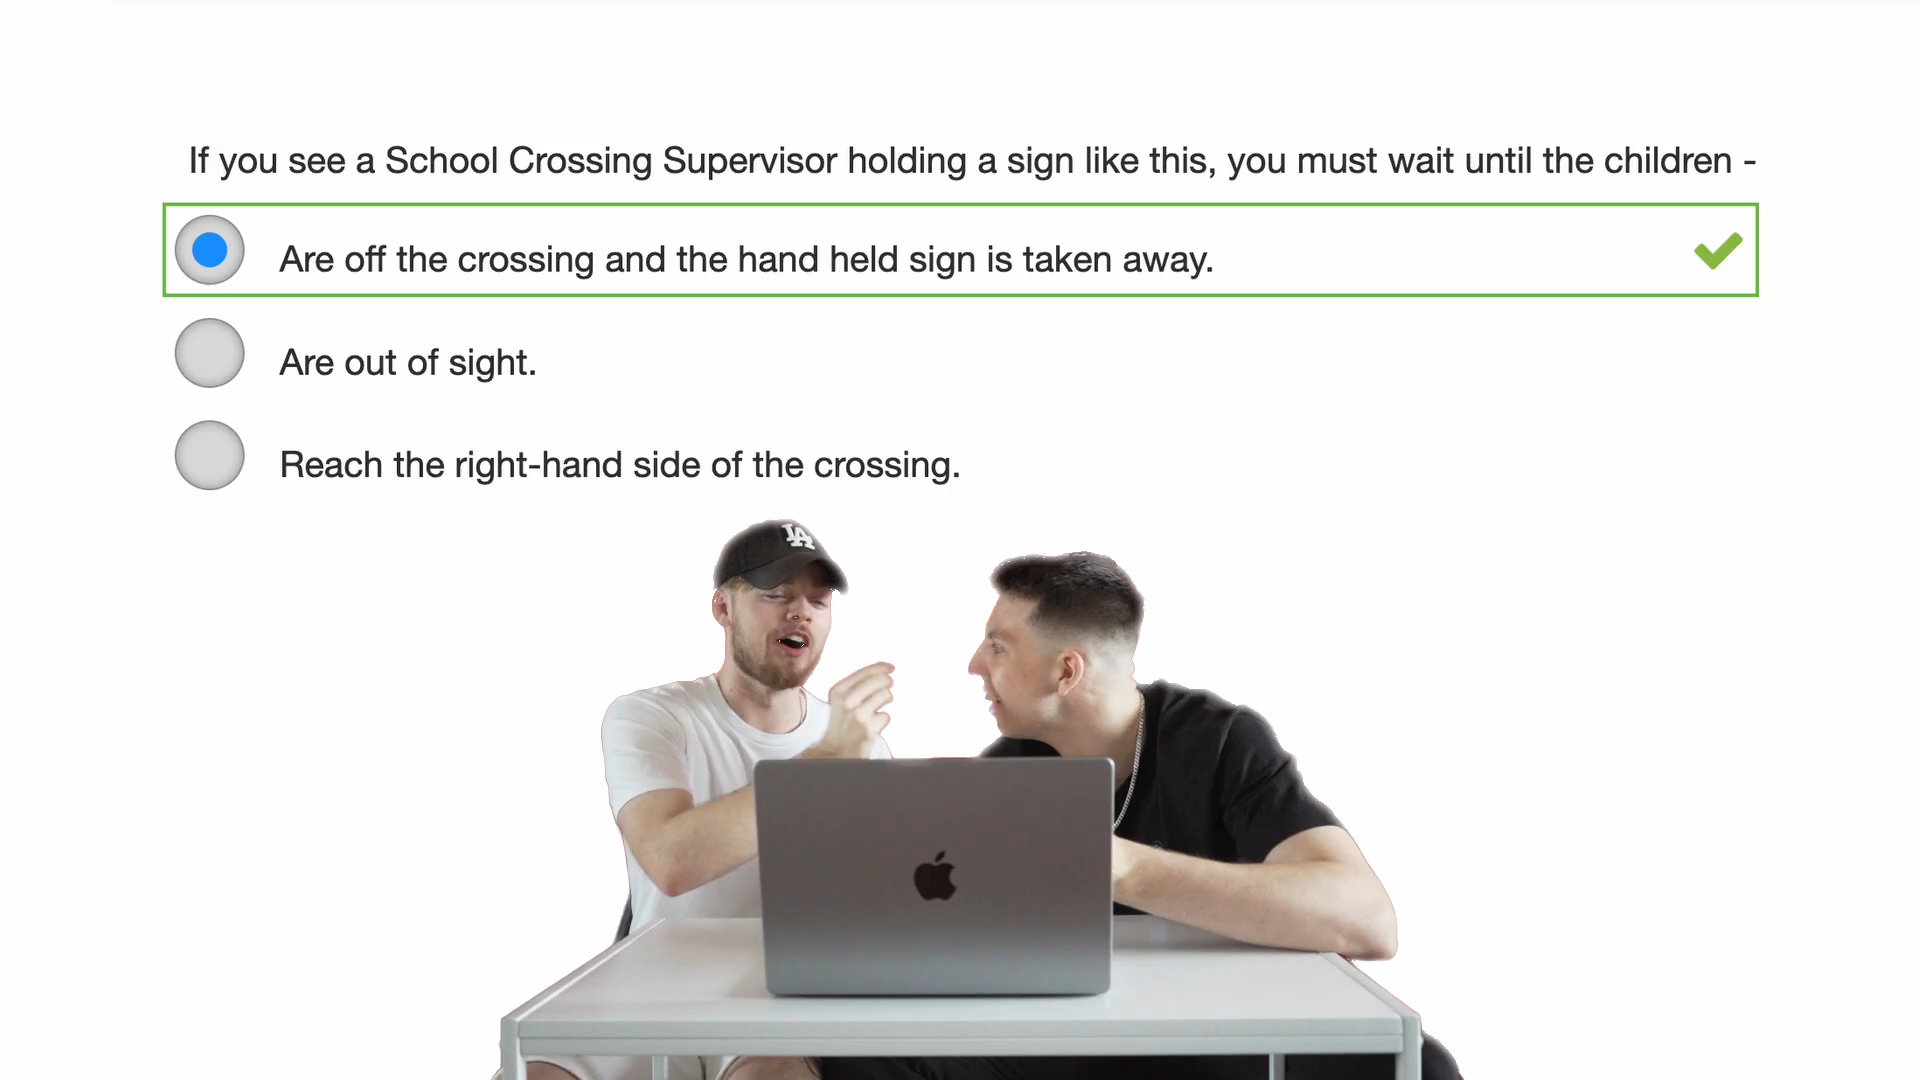 If you see a School Crossing Supervisor holding a sign like this, you must wait until the children -
Are off the crossing and the hand held sign is taken away.
Are out of sight.
Reach the right-hand side of the crossing.
LA